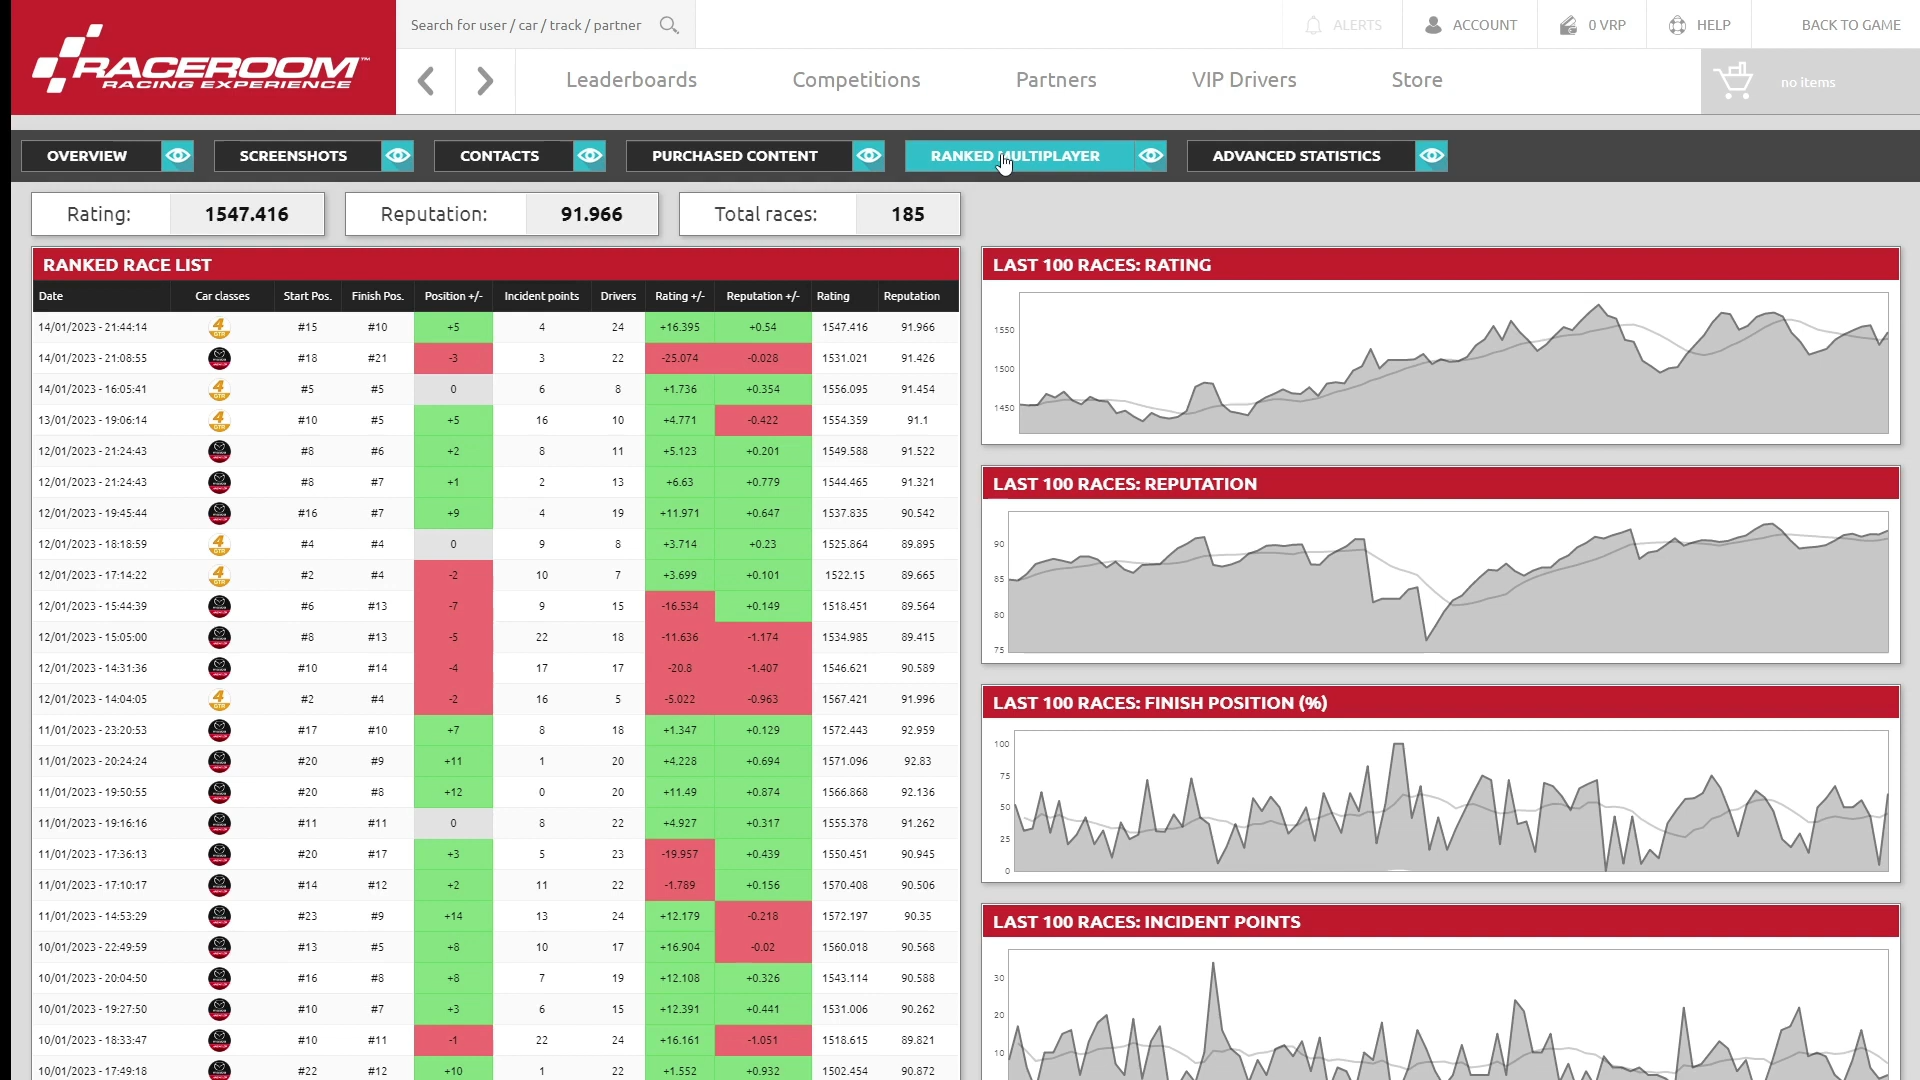 RACEROOM™
RACING EXPERIENCE
Search for user / car / track / partner
ALERTS
ACCOUNT
0 VRP
HELP
BACK TO GAME
Leaderboards Competitions Partners VIP Drivers Store
no items
OVERVIEW SCREENSHOTS CONTACTS PURCHASED CONTENT RANKED MULTIPLAYER ADVANCED STATISTICS
Rating: 1547.416 Reputation: 91.966 Total races: 185
RANKED RACE LIST
Date Car classes Start Pos. Finish Pos. Position +/- Incident points Drivers Rating +/- Reputation +/- Rating Reputation
14/01/2023 - 21:44:14 #15 #10 +5 4 24 +16.395 +0.54 1547.416 91.966
14/01/2023 - 21:08:55 #18 #21 -3 3 22 -25.074 -0.028 1531.021 91.426
14/01/2023 - 16:05:41 #5 #5 0 6 8 +1.736 +0.354 1556.095 91.454
13/01/2023 - 19:06:14 #10 #5 +5 16 10 +4.771 -0.422 1554.359 91.1
12/01/2023 - 21:24:43 #8 #6 +2 8 11 +5.123 +0.201 1549.588 91.522
12/01/2023 - 21:24:43 #8 #7 +1 2 13 +6.63 +0.779 1544.465 91.321
12/01/2023 - 19:45:44 #16 #7 +9 4 19 +11.971 +0.647 1537.835 90.542
12/01/2023 - 18:18:59 #4 #4 0 9 8 +3.714 +0.23 1525.864 89.895
12/01/2023 - 17:14:22 #2 #4 -2 10 7 +3.699 +0.101 1522.15 89.665
12/01/2023 - 15:44:39 #6 #13 -7 9 15 -16.534 +0.149 1518.451 89.564
12/01/2023 - 15:05:00 #8 #13 -5 22 18 -11.636 -1.174 1534.985 89.415
12/01/2023 - 14:31:36 #10 #14 -4 17 17 -20.8 -1.407 1546.621 90.589
12/01/2023 - 14:04:05 #2 #4 -2 16 5 -5.022 -0.963 1567.421 91.996
11/01/2023 - 23:20:53 #17 #10 +7 8 18 +1.347 +0.129 1572.443 92.959
11/01/2023 - 20:24:24 #20 #9 +11 1 20 +4.228 +0.694 1571.096 92.83
11/01/2023 - 19:50:55 #20 #8 +12 0 20 +11.49 +0.874 1566.868 92.136
11/01/2023 - 19:16:16 #11 #11 0 8 22 +4.927 +0.317 1555.378 91.262
11/01/2023 - 17:36:13 #20 #17 +3 5 23 -19.957 +0.439 1550.451 90.945
11/01/2023 - 17:10:17 #14 #12 +2 11 22 -1.789 +0.156 1570.408 90.506
11/01/2023 - 14:53:29 #23 #9 +14 13 24 +12.179 -0.218 1572.197 90.35
10/01/2023 - 22:49:59 #13 #5 +8 10 17 +16.904 -0.02 1560.018 90.568
10/01/2023 - 20:04:50 #16 #8 +8 7 19 +12.108 +0.326 1543.114 90.588
10/01/2023 - 19:27:50 #10 #7 +3 6 15 +12.391 +0.441 1531.006 90.262
10/01/2023 - 18:33:47 #10 #11 -1 22 24 +16.161 -1.051 1518.615 89.821
10/01/2023 - 17:49:18 #22 #12 +10 1 22 +1.552 +0.932 1502.454 90.872
LAST 100 RACES: RATING
1550
1500
1450
LAST 100 RACES: REPUTATION
90
85
80
75
LAST 100 RACES: FINISH POSITION (%)
100
75
50
25
0
LAST 100 RACES: INCIDENT POINTS
30
20
10